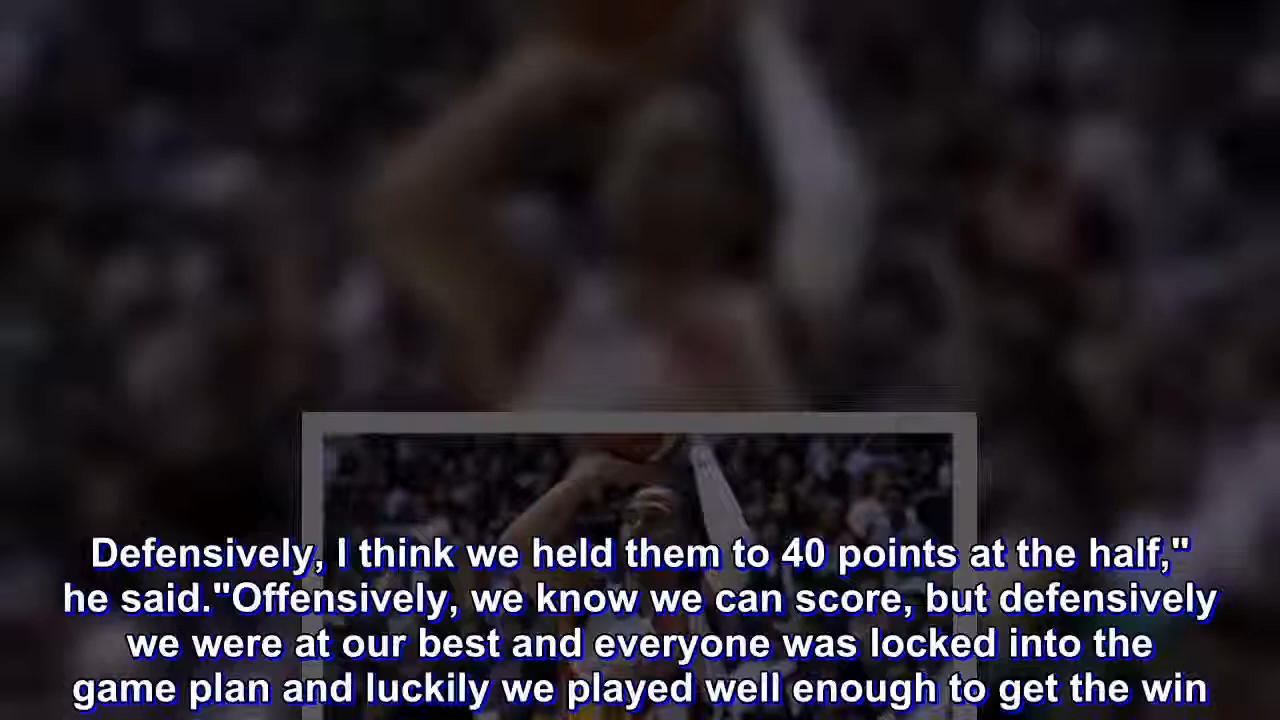 Defensively, I think we held them to 40 points at the half,"
he said."Offensively, we know we can score, but defensively
we were at our best and everyone was locked into the
game plan and luckily we played well enough to get the win